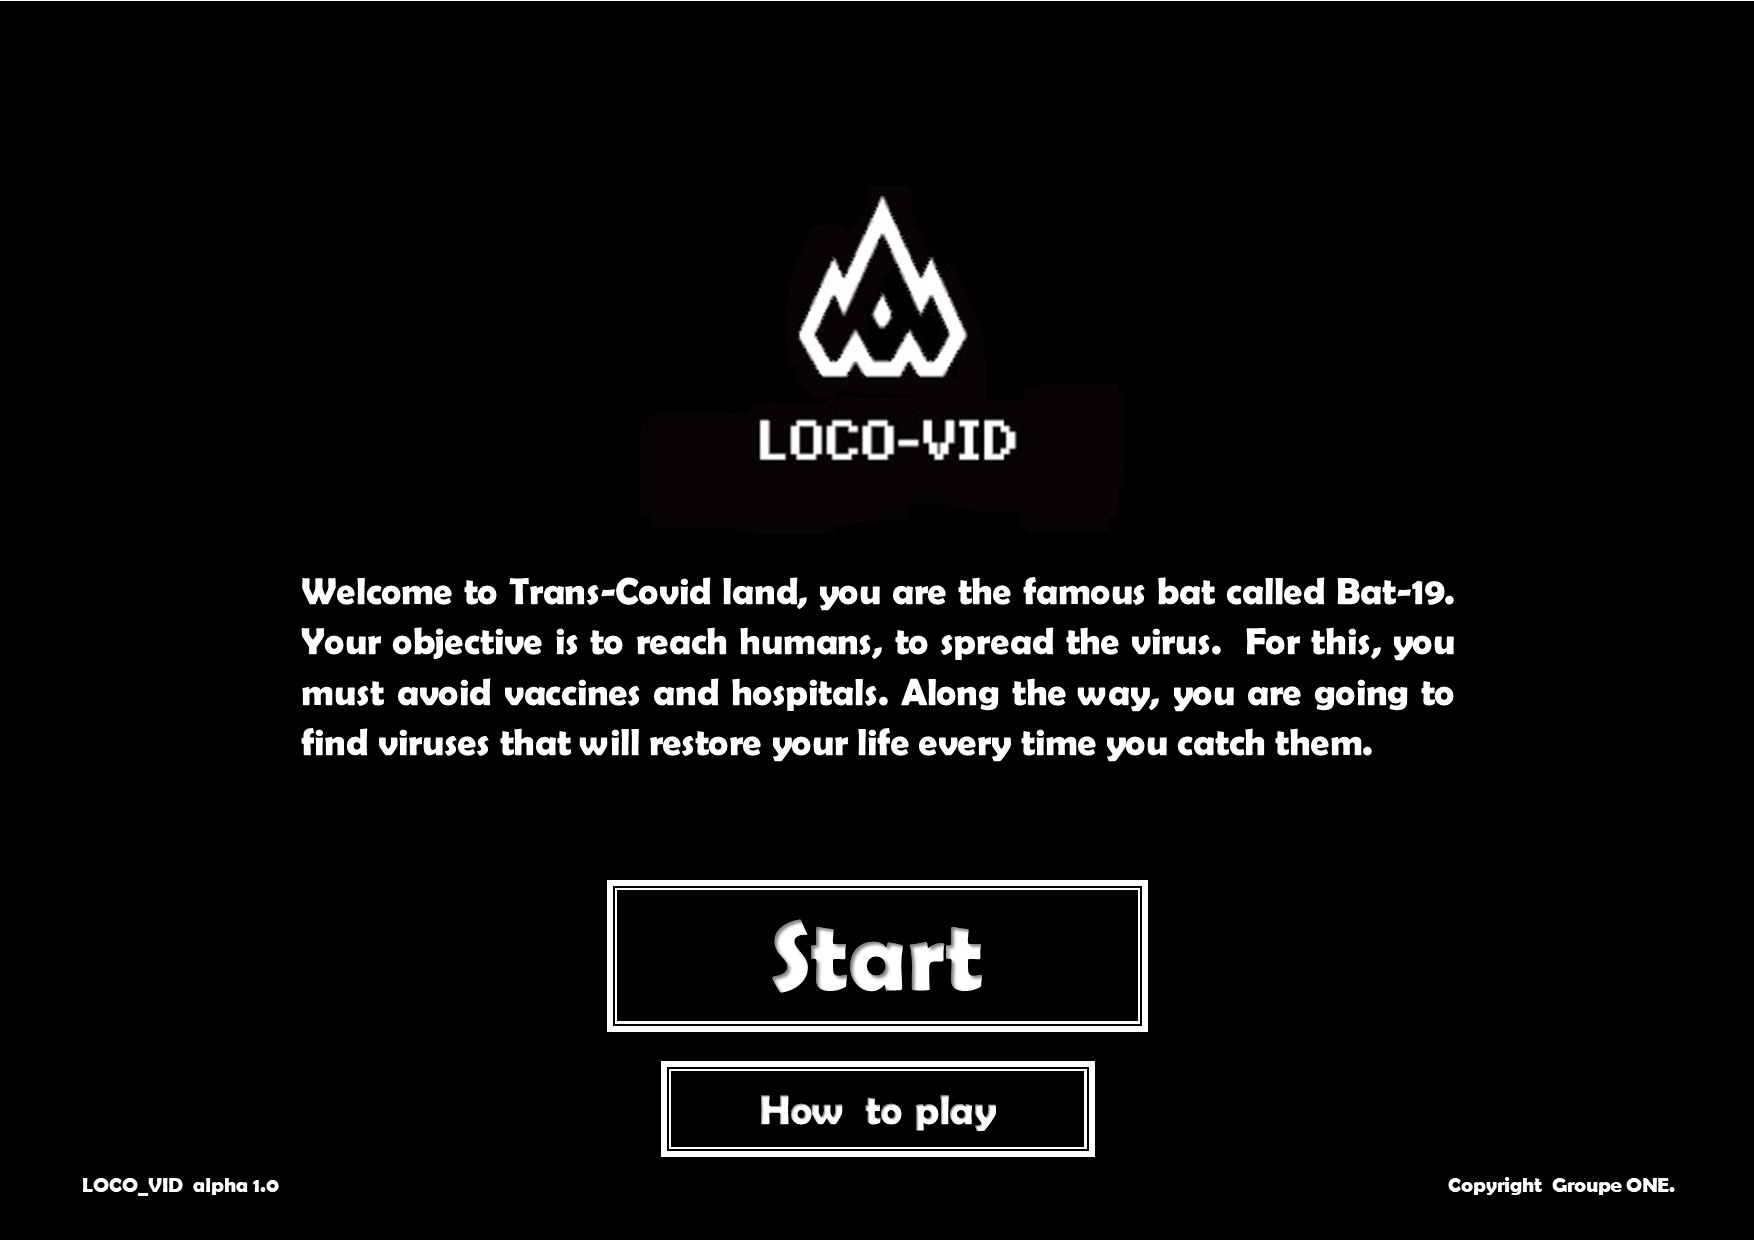 LOCO-VID
Welcome to Trans-Covid land, you are the famous bat called Bat-19.
Your objective is to reach humans, to spread the virus.  For this, you
must avoid vaccines and hospitals. Along the way, you are going to
find viruses that will restore your life every time you catch them.
Start
How  to play
LOCO_VID  alpha 1.0
Copyright  Groupe ONE.